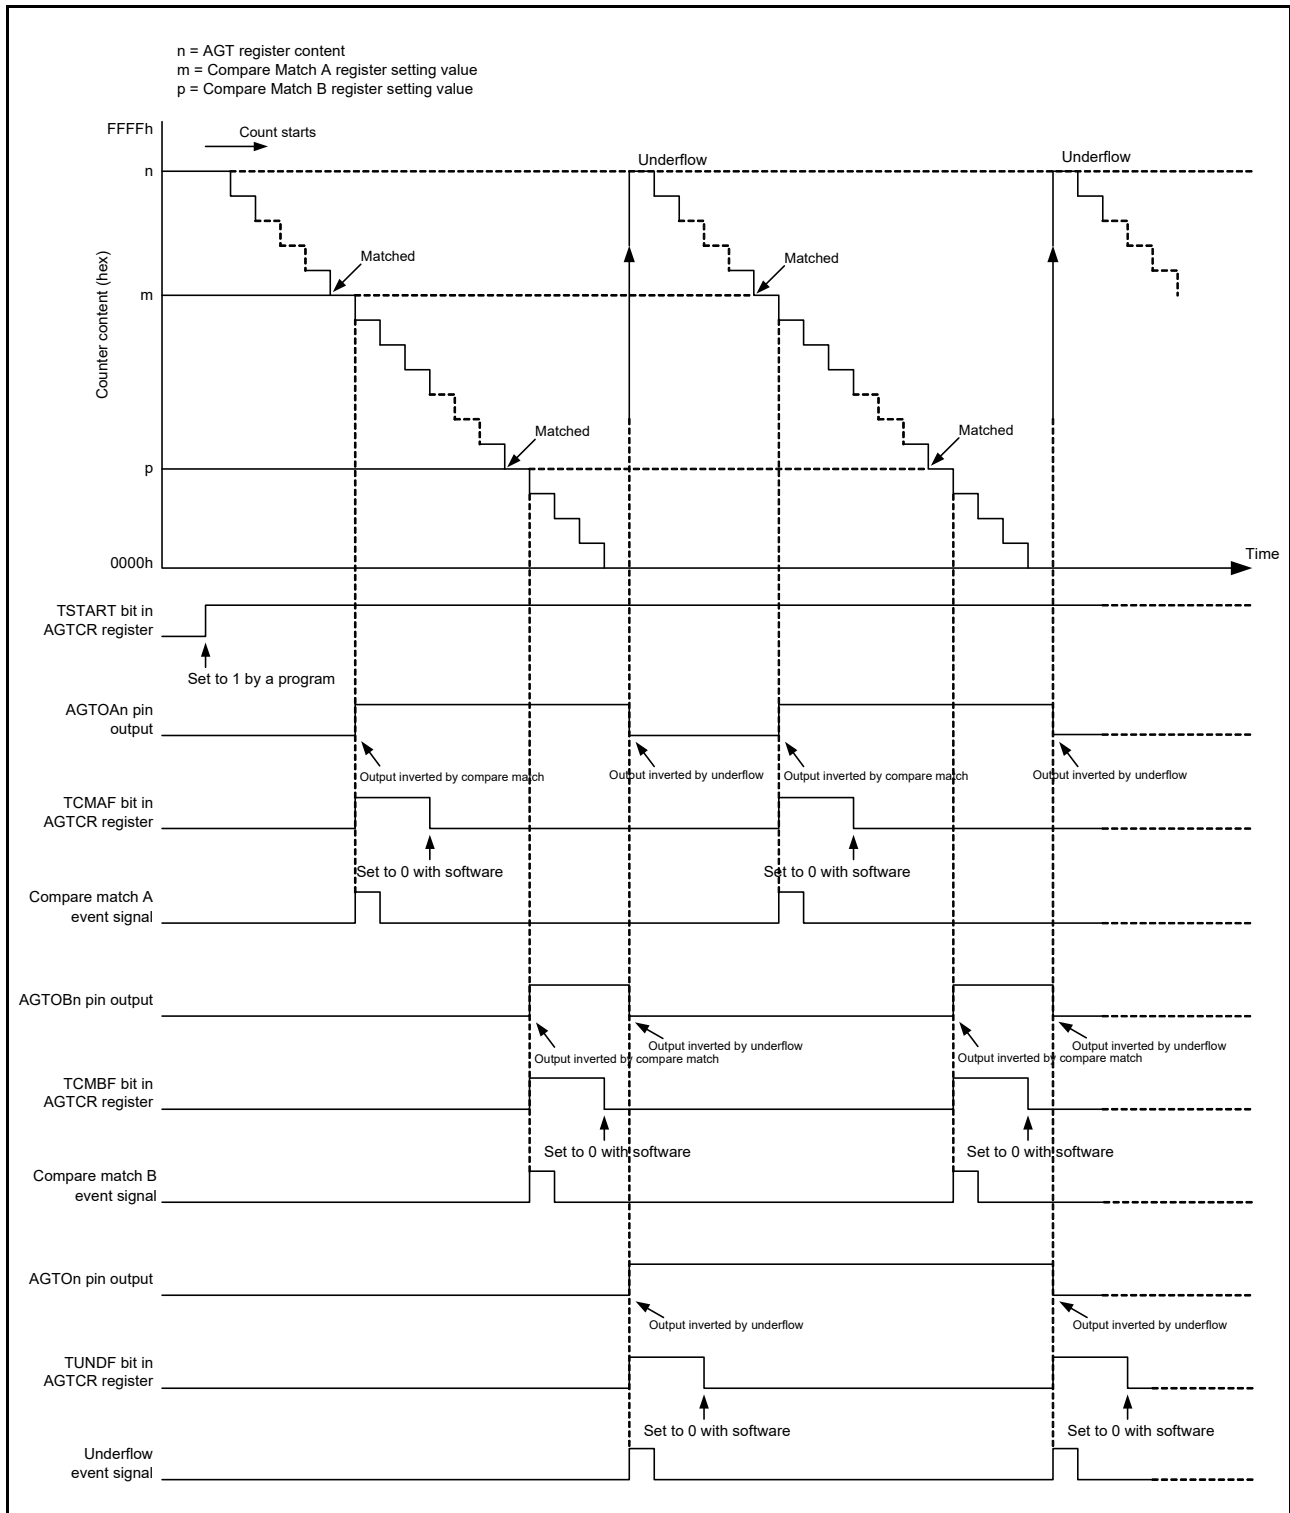 n = AGT register content
m = Compare Match A register setting value
p = Compare Match B register setting value
FFFFh
Count starts
Underflow
Underflow
n
Matched
Matched
m
Counter content (hex)
Matched
Matched
p
0000h
Time
TSTART bit in
AGTCR register
Set to 1 by a program
AGTOAn pin
output
Output inverted by compare match
Output inverted by underflow
Output inverted by compare match
Output inverted by underflow
TCMAF bit in
AGTCR register
Set to 0 with software
Set to 0 with software
Compare match A
event signal
AGTOBn pin output
Output inverted by compare match
Output inverted by underflow
Output inverted by compare match
Output inverted by underflow
TCMBF bit in
AGTCR register
Set to 0 with software
Set to 0 with software
Compare match B
event signal
AGTOn pin output
Output inverted by underflow
Output inverted by underflow
TUNDF bit in
AGTCR register
Set to 0 with software
Set to 0 with software
Underflow
event signal